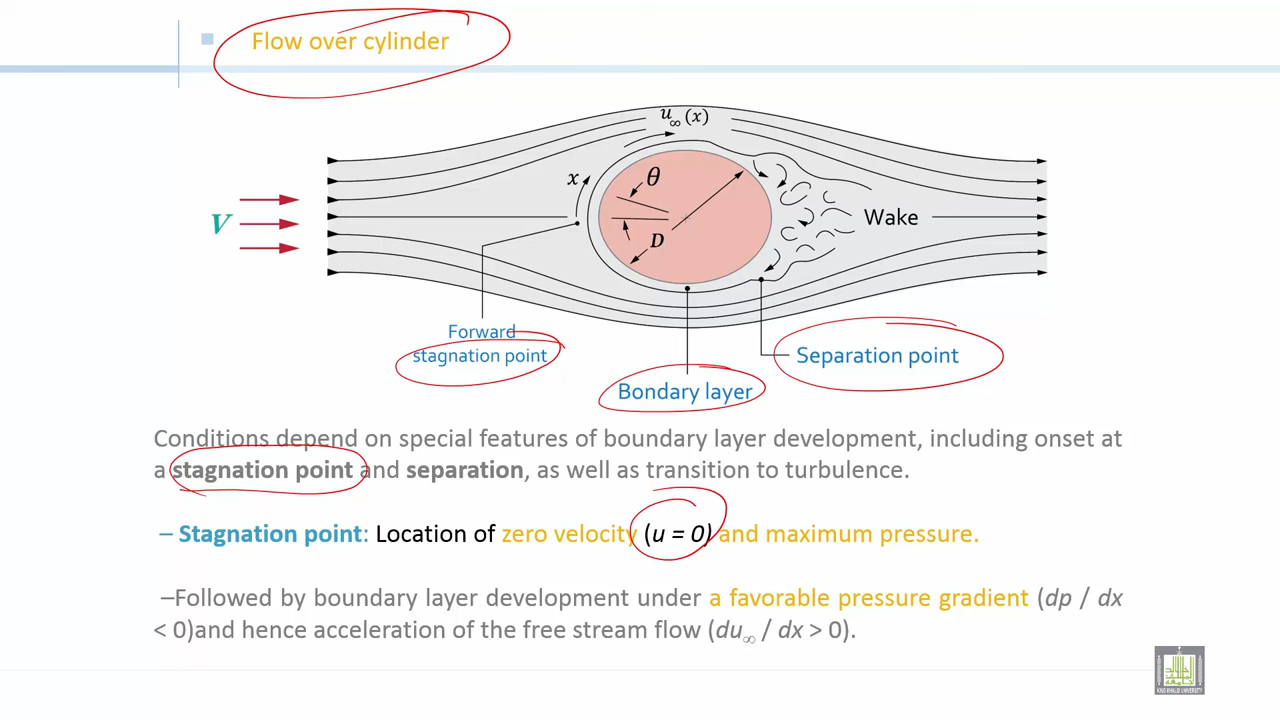 Flow over cylinder
u∞(x)
x
θ
V
D
Wake
Forward
stagnation point
Separation point
Bondary layer
Conditions depend on special features of boundary layer development, including onset at
a stagnation point and separation, as well as transition to turbulence.
– Stagnation point: Location of zero velocity (u = 0) and maximum pressure.
–Followed by boundary layer development under a favorable pressure gradient (dp / dx
< 0)and hence acceleration of the free stream flow (du∞ / dx > 0).
KING KHALID UNIVERSITY